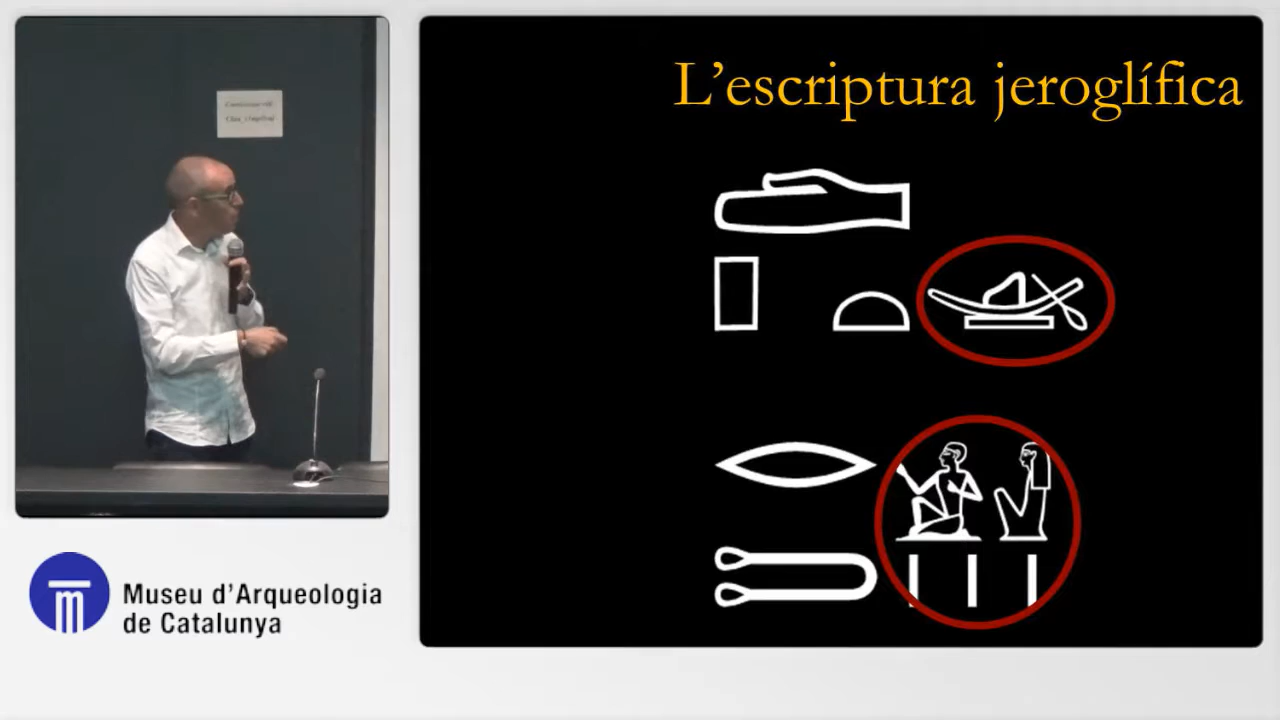 L’escriptura jeroglífica
Museu d’Arqueologia
de Catalunya